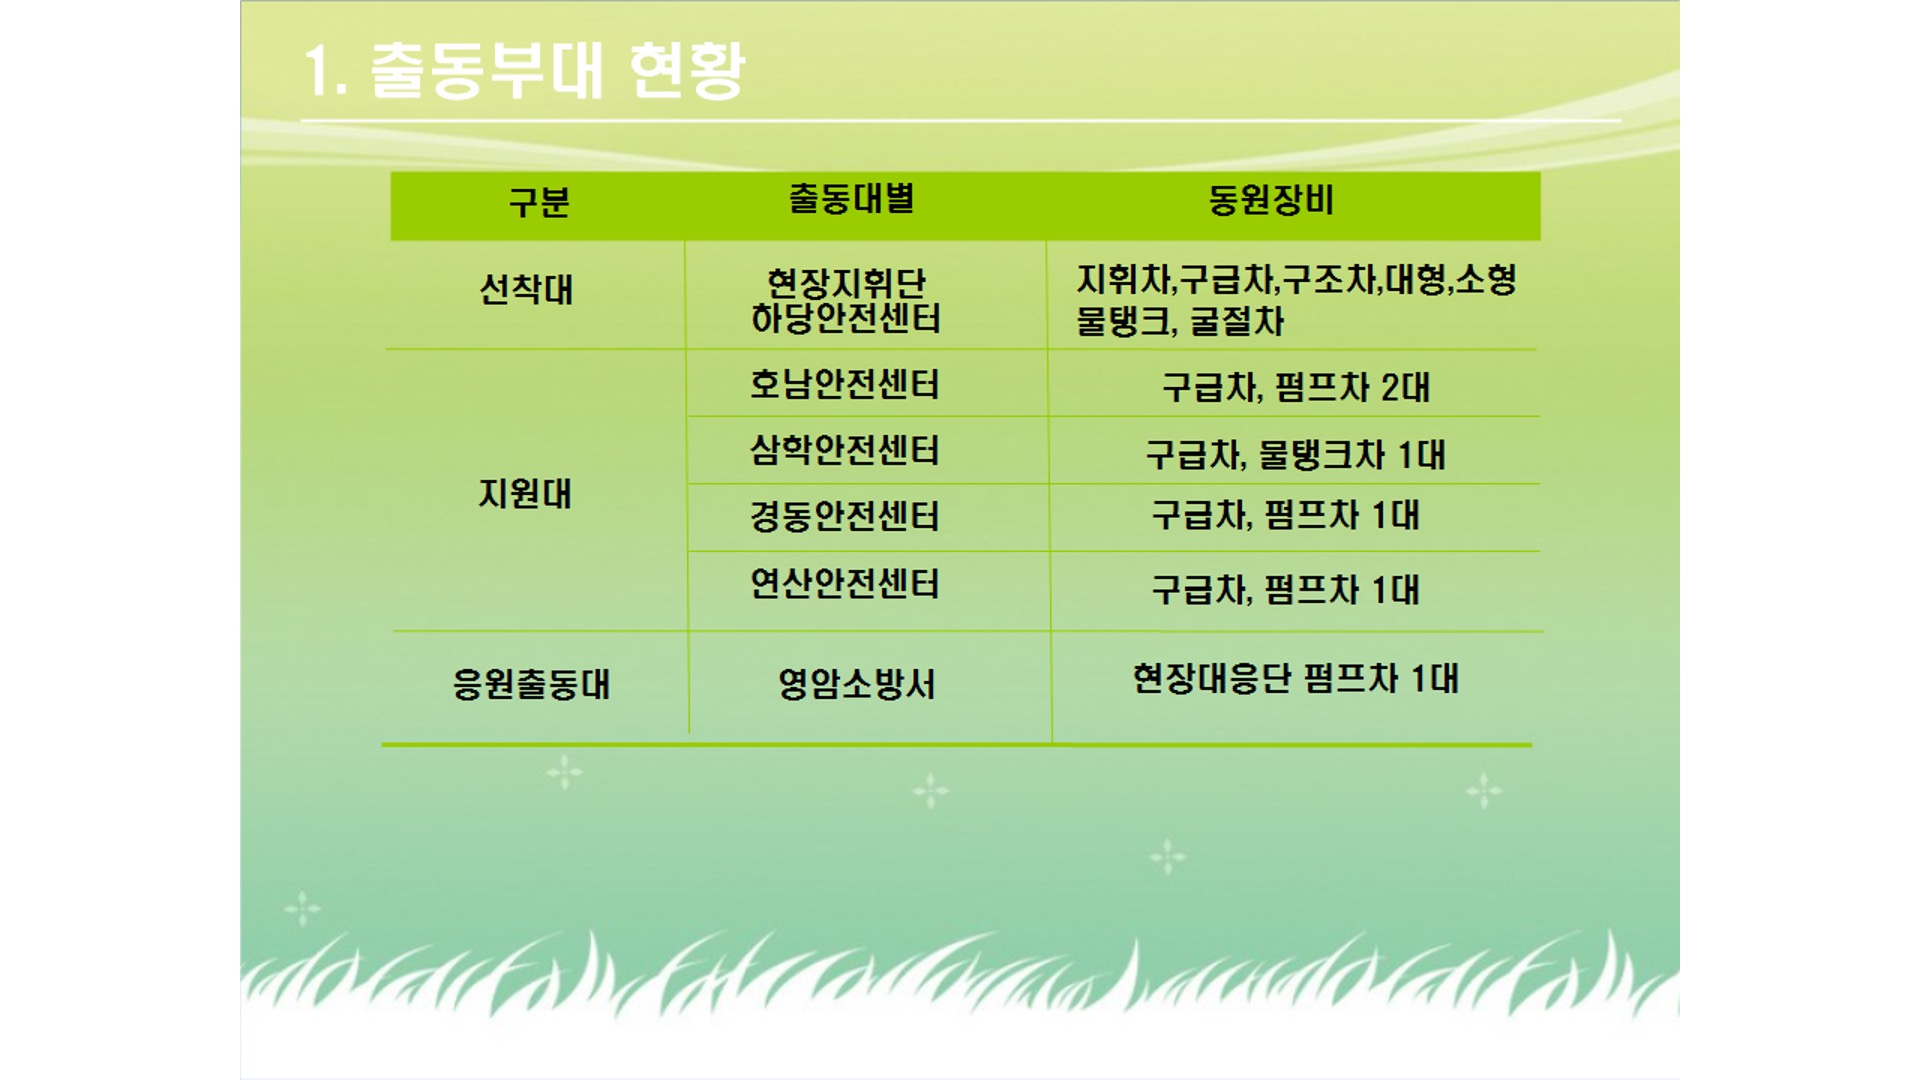 1. 출동부대 현황
구분 출동대별 동원장비
선착대
현장지휘단
하당안전센터
지휘차,구급차,구조차,대형,소형
물탱크, 굴절차
지원대
호남안전센터
구급차, 펌프차 2대
삼학안전센터
구급차, 물탱크차 1대
경동안전센터
구급차, 펌프차 1대
연산안전센터
구급차, 펌프차 1대
응원출동대
영암소방서
현장대응단 펌프차 1대